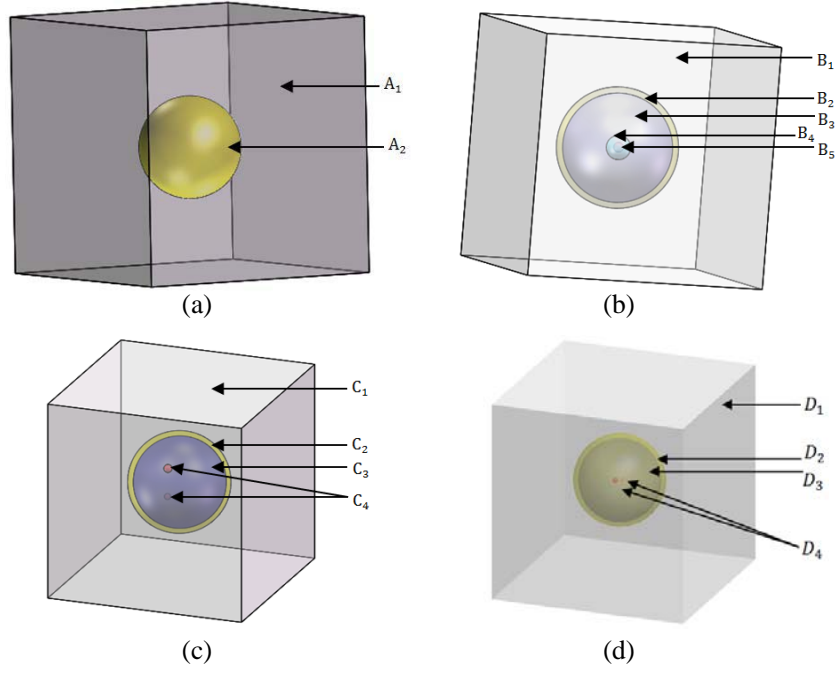 A₁
A₂
(a)
B₁
B₂
B₃
B₄
B₅
(b)
C₁
C₂
C₃
C₄
(c)
D₁
D₂
D₃
D₄
(d)